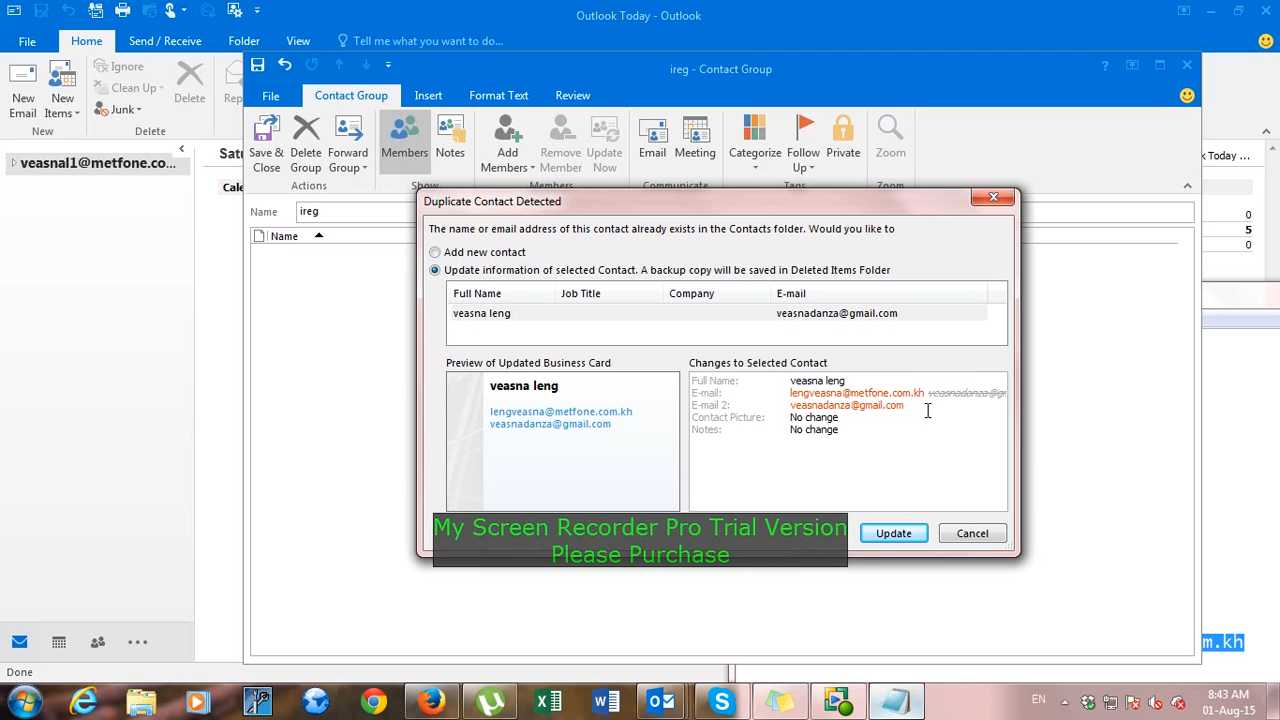 Outlook Today - Outlook
File Home Send / Receive Folder View Tell me what you want to do...
New Email
New Items
New
Ignore
Clean Up
Junk
Delete
Delete
veasnal1@metfone.co...
ireg - Contact Group
File Contact Group Insert Format Text Review
Save & Close
Delete Group
Forward Group
Actions
Members
Notes
Show
Add Members
Remove Member
Update Now
Members
Email
Meeting
Communicate
Categorize
Follow Up
Private
Tags
Zoom
Zoom
Name ireg
Name
0
5
0
Duplicate Contact Detected
The name or email address of this contact already exists in the Contacts folder. Would you like to
Add new contact
Update information of selected Contact. A backup copy will be saved in Deleted Items Folder
Full Name Job Title Company E-mail
veasna leng veasnadanza@gmail.com
Preview of Updated Business Card
veasna leng
lengveasna@metfone.com.kh
veasnadanza@gmail.com
Changes to Selected Contact
Full Name: veasna leng
E-mail: lengveasna@metfone.com.kh veasnadanza@g
E-mail 2: veasnadanza@gmail.com
Contact Picture: No change
Notes: No change
Update Cancel
My Screen Recorder Pro Trial Version
Please Purchase
m.kh
Done
EN
8:43 AM
01-Aug-15